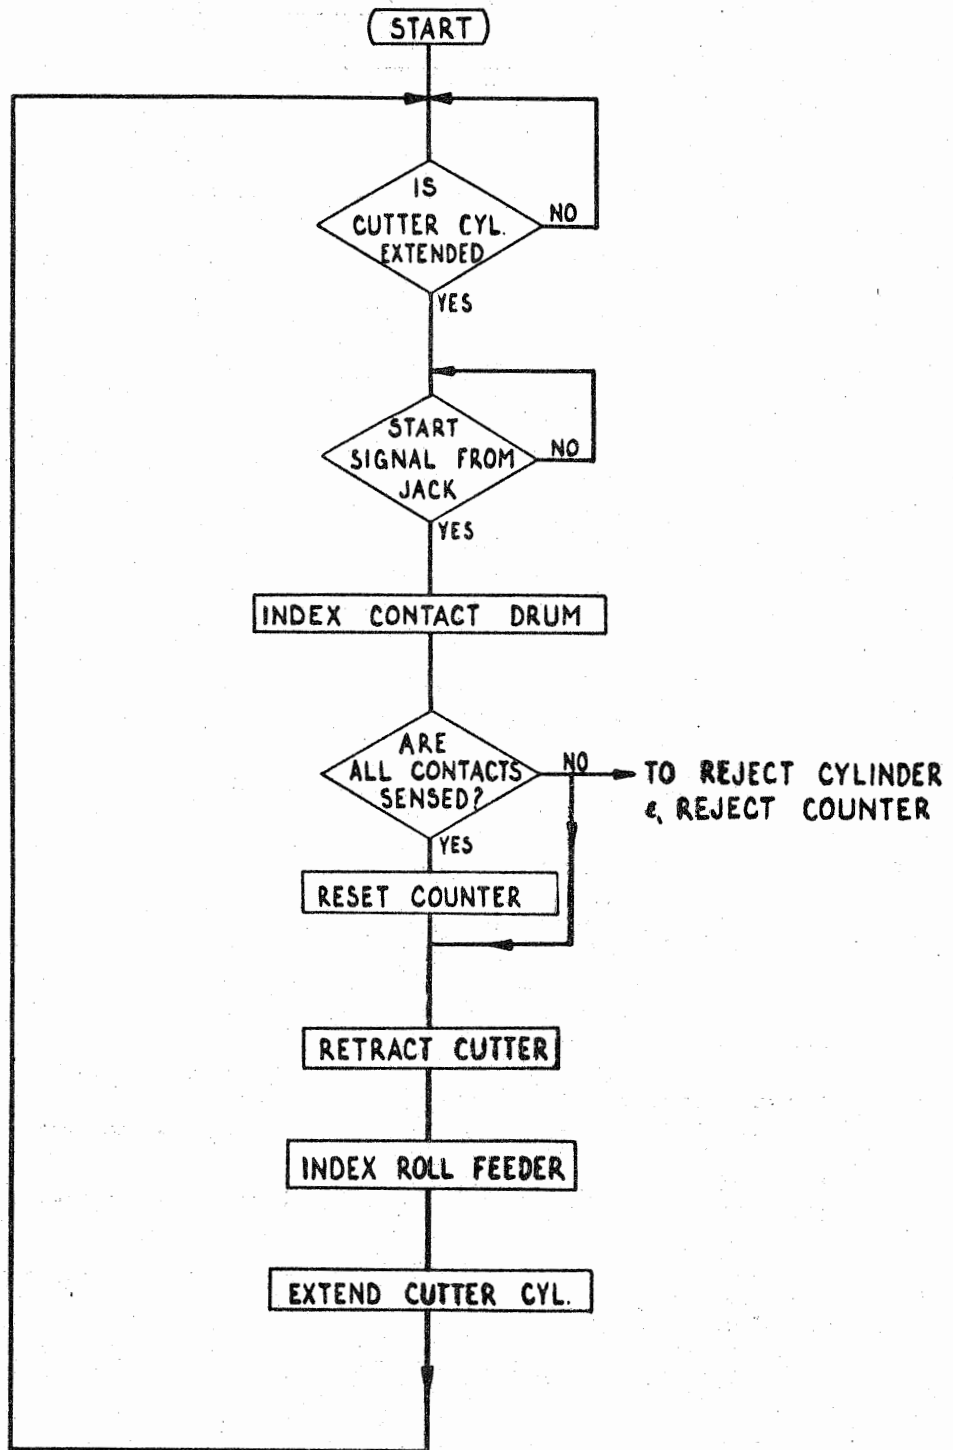 START
IS
CUTTER CYL.
EXTENDED
NO
YES
START
SIGNAL FROM
JACK
NO
YES
INDEX CONTACT DRUM
ARE
ALL CONTACTS
SENSED?
NO
TO REJECT CYLINDER
& REJECT COUNTER
YES
RESET COUNTER
RETRACT CUTTER
INDEX ROLL FEEDER
EXTEND CUTTER CYL.